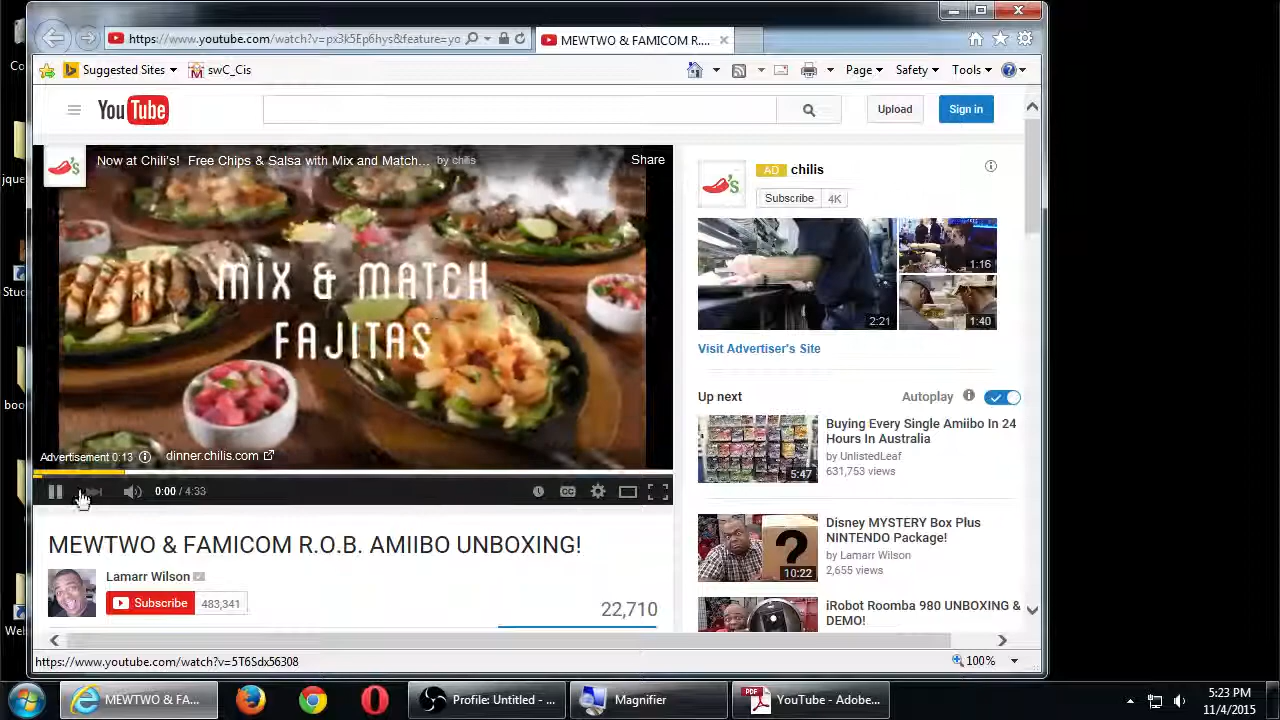 https://www.youtube.com/watch?v=px3k5Ep6hys&feature=yo
MEWTWO & FAMICOM R....
Suggested Sites
swC_Cis
Page
Safety
Tools
YouTube
Upload
Sign in
Now at Chili's! Free Chips & Salsa with Mix and Match... by chilis
Share
MIX & MATCH
FAJITAS
Advertisement 0:13
dinner.chilis.com
0:00 / 4:33
CC
MEWTWO & FAMICOM R.O.B. AMIIBO UNBOXING!
Lamarr Wilson
Subscribe 483,341
22,710
AD chilis
Subscribe 4K
2:21
1:16
1:40
Visit Advertiser's Site
Up next
Autoplay
Buying Every Single Amiibo In 24
Hours In Australia
by UnlistedLeaf
631,753 views
5:47
Disney MYSTERY Box Plus
NINTENDO Package!
by Lamarr Wilson
2,655 views
10:22
iRobot Roomba 980 UNBOXING &
DEMO!
https://www.youtube.com/watch?v=5T6Sdx56308
100%
Co
jque
Stuc
boo
Wel
MEWTWO & FA...
Profile: Untitled - ...
Magnifier
YouTube - Adobe...
5:23 PM
11/4/2015